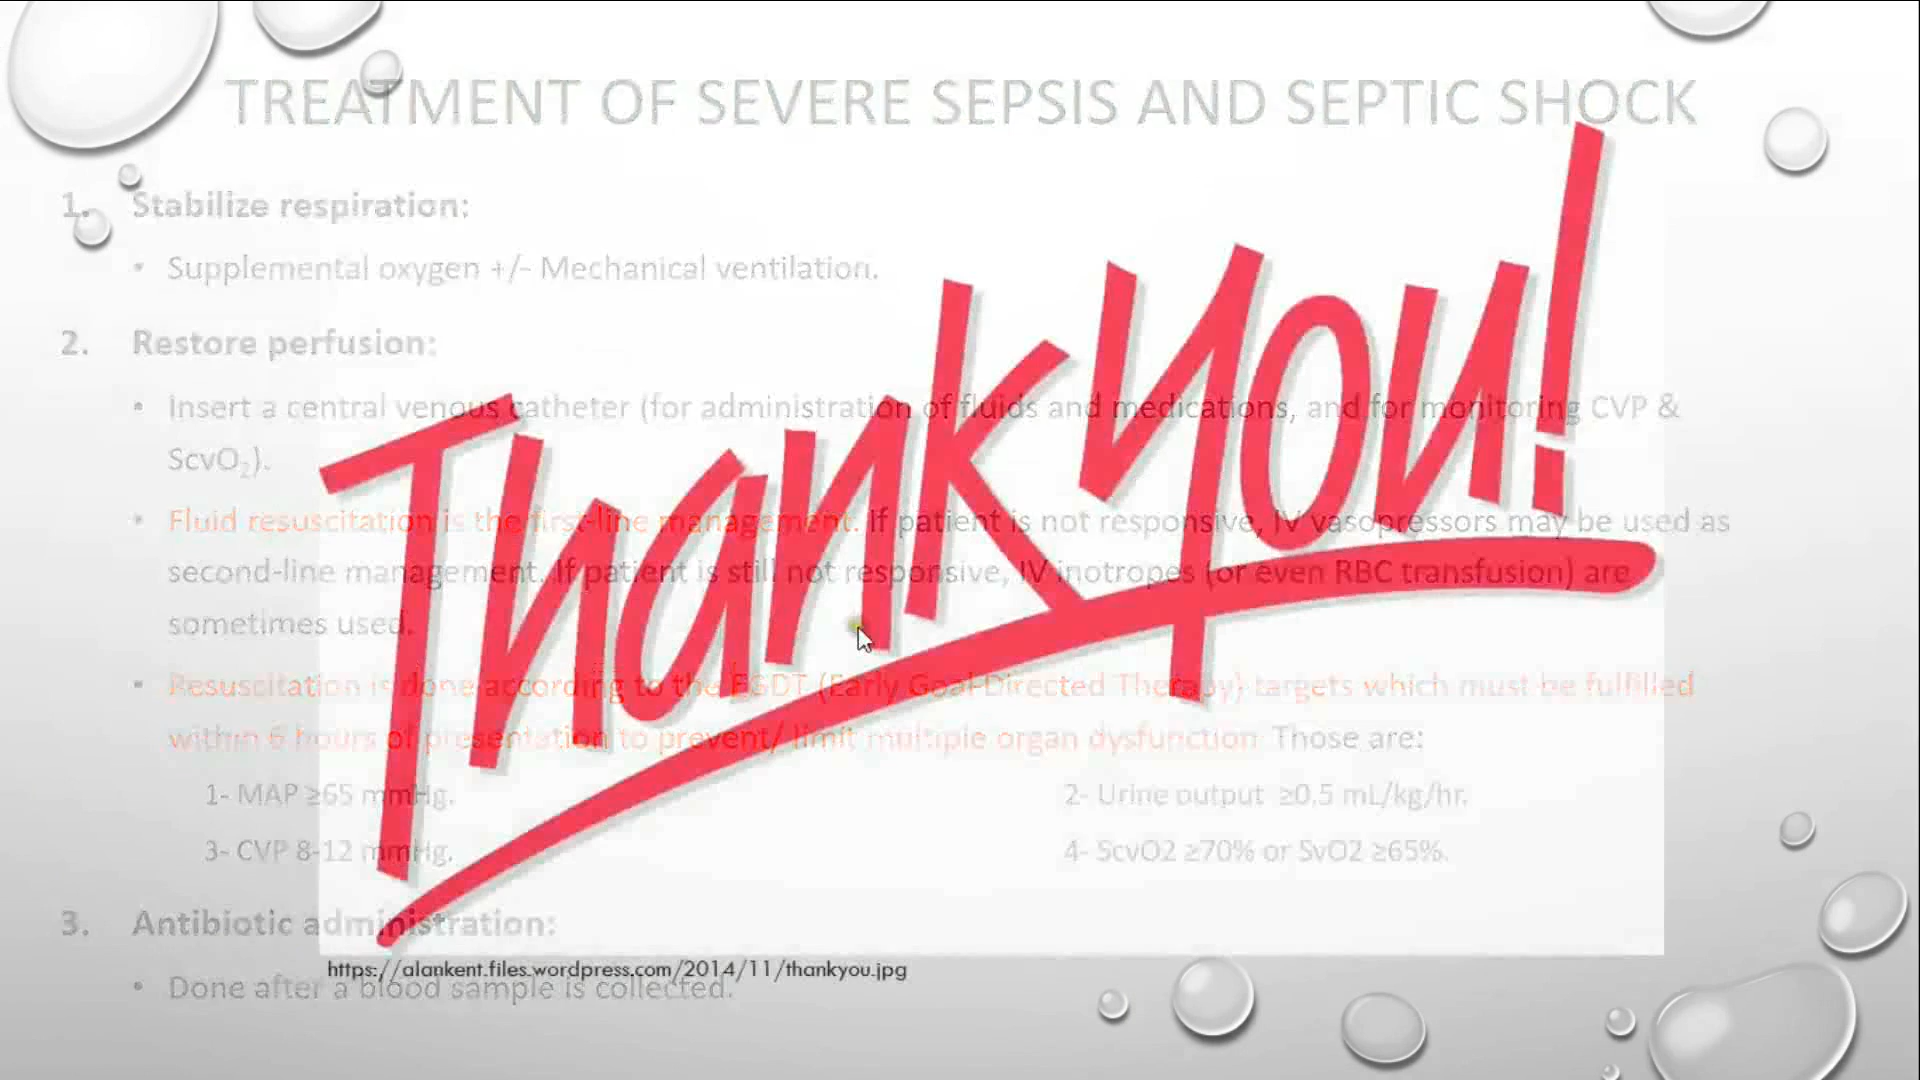 TREATMENT OF SEVERE SEPSIS AND SEPTIC SHOCK
1. Stabilize respiration:
• Supplemental oxygen +/- Mechanical ventilation.
2. Restore perfusion:
• Insert a central venous catheter (for administration of fluids and medications, and for monitoring CVP &
ScvO₂).
• Fluid resuscitation is the first-line management. If patient is not responsive, IV vasopressors may be used as
second-line management. If patient is still not responsive, IV inotropes (or even RBC transfusion) are
sometimes used.
• Resuscitation is done according to the EGDT (Early Goal-Directed Therapy) targets which must be fulfilled
within 6 hours of presentation to prevent/ limit multiple organ dysfunction. Those are:
1- MAP ≥65 mmHg. 2- Urine output ≥0.5 mL/kg/hr.
3- CVP 8-12 mmHg. 4- ScvO2 ≥70% or SvO2 ≥65%.
3. Antibiotic administration:
• Done after a blood sample is collected.
Thank you!
https://alankent.files.wordpress.com/2014/11/thankyou.jpg